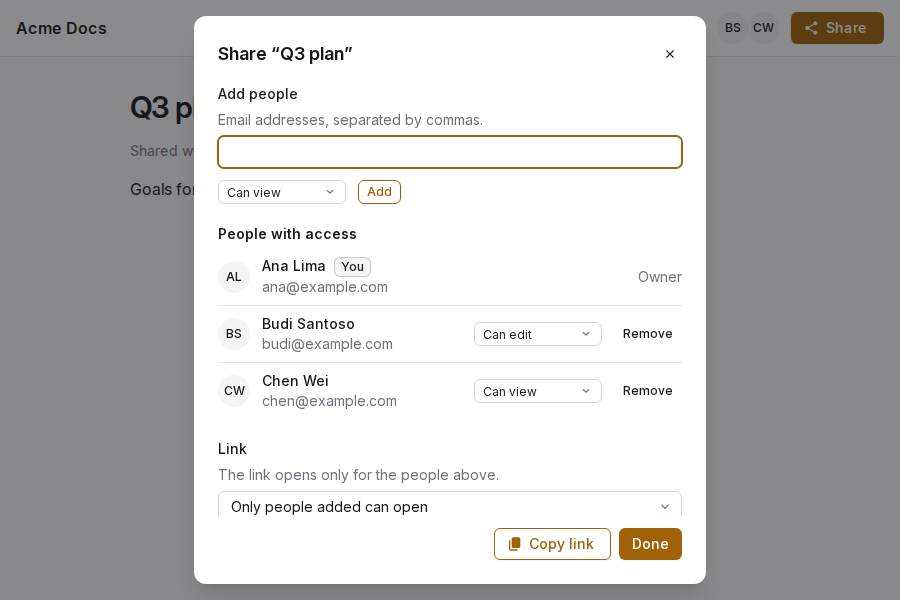 Acme Docs
BS CW
Share
Q3 p
Shared w
Goals for
Share “Q3 plan”
Add people
Email addresses, separated by commas.
Can view
Add
People with access
AL
Ana Lima You
ana@example.com
Owner
BS
Budi Santoso
budi@example.com
Can edit
Remove
CW
Chen Wei
chen@example.com
Can view
Remove
Link
The link opens only for the people above.
Only people added can open
Copy link
Done